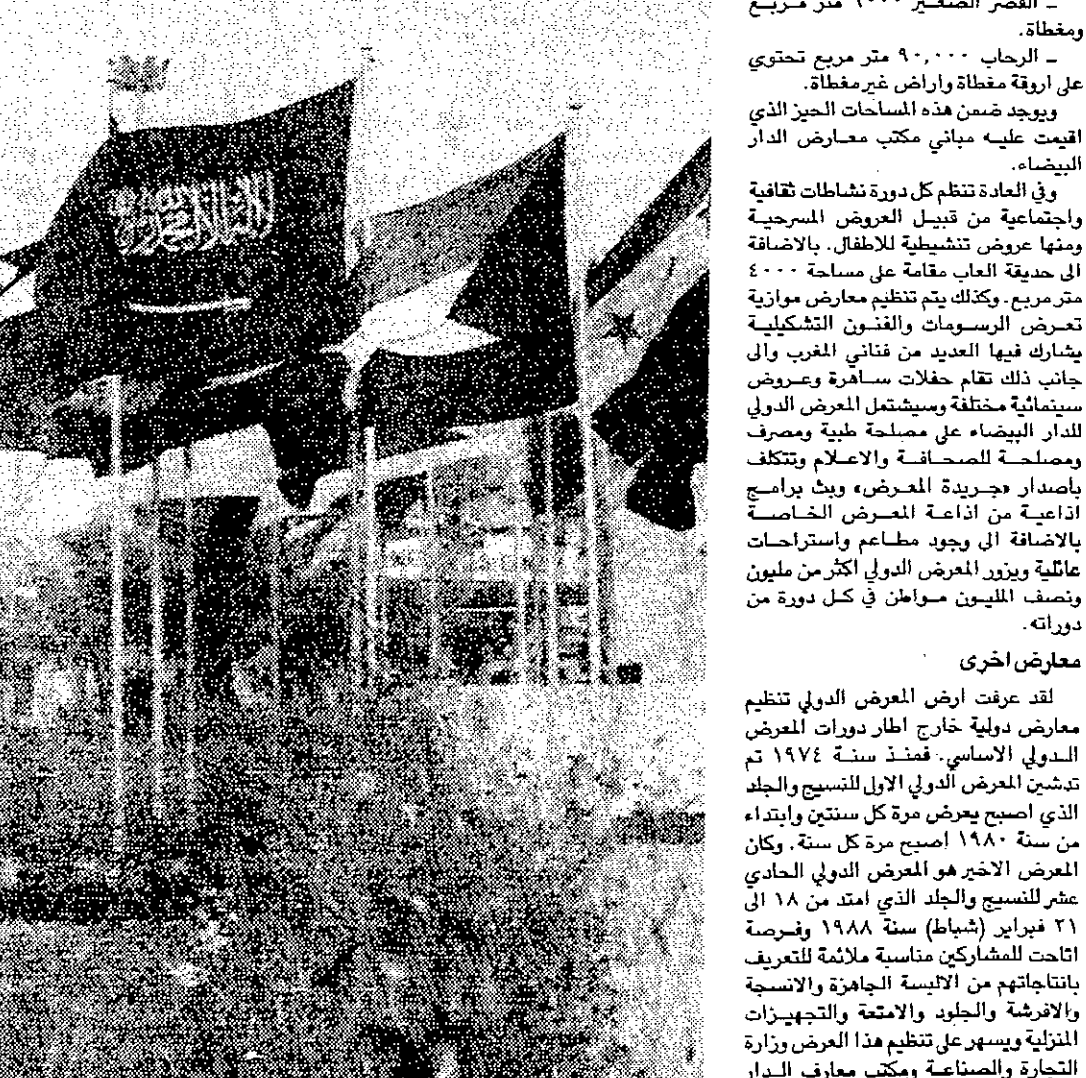 ـ القصر الصغير ٦٠٠٠ متر مربع
ومغطاة.
ـ الرحاب ٩٠,٠٠٠ متر مربع تحتوي
على اروقة مغطاة واراض غير مغطاة.
ويوجد ضمن هذه المساحات الحيز الذي
اقيمت عليه مباني مكتب معارض الدار
البيضاء.
وفي العادة تنظم كل دورة نشاطات ثقافية
واجتماعية من قبيل العروض المسرحية
ومنها عروض تنشيطية للاطفال. بالاضافة
الى حديقة العاب مقامة على مساحة ٤٠٠٠
متر مربع. وكذلك يتم تنظيم معارض موازية
تعرض الرسومات والفنون التشكيلية
يشارك فيها العديد من فناني المغرب والى
جانب ذلك تقام حفلات ساهرة وعروض
سينمائية مختلفة وسيشتمل المعرض الدولي
للدار البيضاء على مصلحة طبية ومصرف
ومصلحة للصحافة والاعلام وتتكلف
باصدار «جريدة المعرض» وبث برامج
اذاعية من اذاعة المعرض الخاصة
بالاضافة الى وجود مطاعم واستراحات
عائلية ويزور المعرض الدولي اكثر من مليون
ونصف المليون مواطن في كل دورة من
دوراته.
معارض اخرى
لقد عرفت ارض المعرض الدولي تنظيم
معارض دولية خارج اطار دورات المعرض
الدولي الاساسي. فمنذ سنة ١٩٧٤ تم
تدشين المعرض الدولي الاول للنسيج والجلد
الذي اصبح يعرض مرة كل سنتين وابتداء
من سنة ١٩٨٠ اصبح مرة كل سنة. وكان
المعرض الاخير هو المعرض الدولي الحادي
عشر للنسيج والجلد الذي امتد من ١٨ الى
٢١ فبراير (شباط) سنة ١٩٨٨ وفرصة
اتاحت للمشاركين مناسبة ملائمة للتعريف
بانتاجاتهم من الالبسة الجاهزة والانسجة
والافرشة والجلود والامتعة والتجهيزات
المنزلية ويسهر على تنظيم هذا العرض وزارة
التجارة والصناعة ومكتب معارف الدار